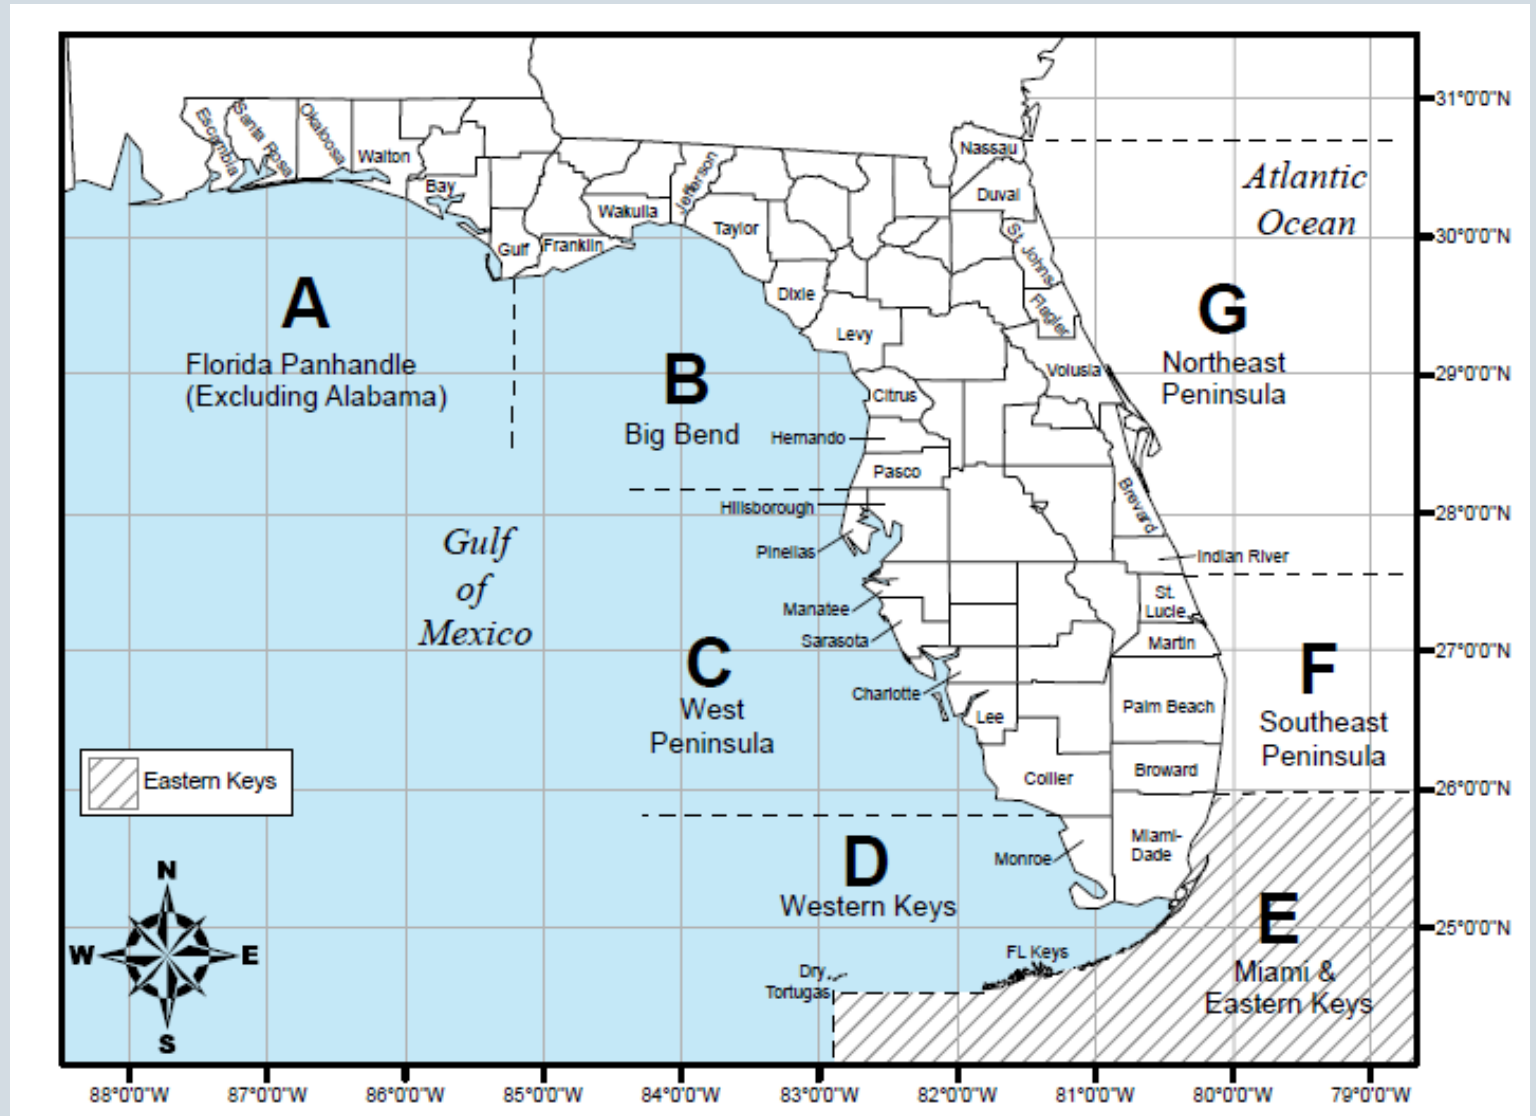 31°0'0"N
Escambia
Santa Rosa
Okaloosa
Walton
Bay
Gulf
Franklin
Wakulla
Jefferson
Taylor
Dixie
Levy
Citrus
Hernando
Pasco
Hillsborough
Pinellas
Manatee
Sarasota
Charlotte
Lee
Collier
Monroe
Nassau
Duval
St. Johns
Flagler
Volusia
Brevard
Indian River
St.
Lucie
Martin
Palm Beach
Broward
Miami-
Dade
Atlantic
Ocean
30°0'0"N
A
Florida Panhandle
(Excluding Alabama)
B
Big Bend
G
Northeast
Peninsula
29°0'0"N
28°0'0"N
Gulf
of
Mexico
C
West
Peninsula
27°0'0"N
F
Southeast
Peninsula
Eastern Keys
26°0'0"N
D
Western Keys
FL Keys
Dry
Tortugas
E
Miami &
Eastern Keys
25°0'0"N
N
W
E
S
88°0'0"W
87°0'0"W
86°0'0"W
85°0'0"W
84°0'0"W
83°0'0"W
82°0'0"W
81°0'0"W
80°0'0"W
79°0'0"W